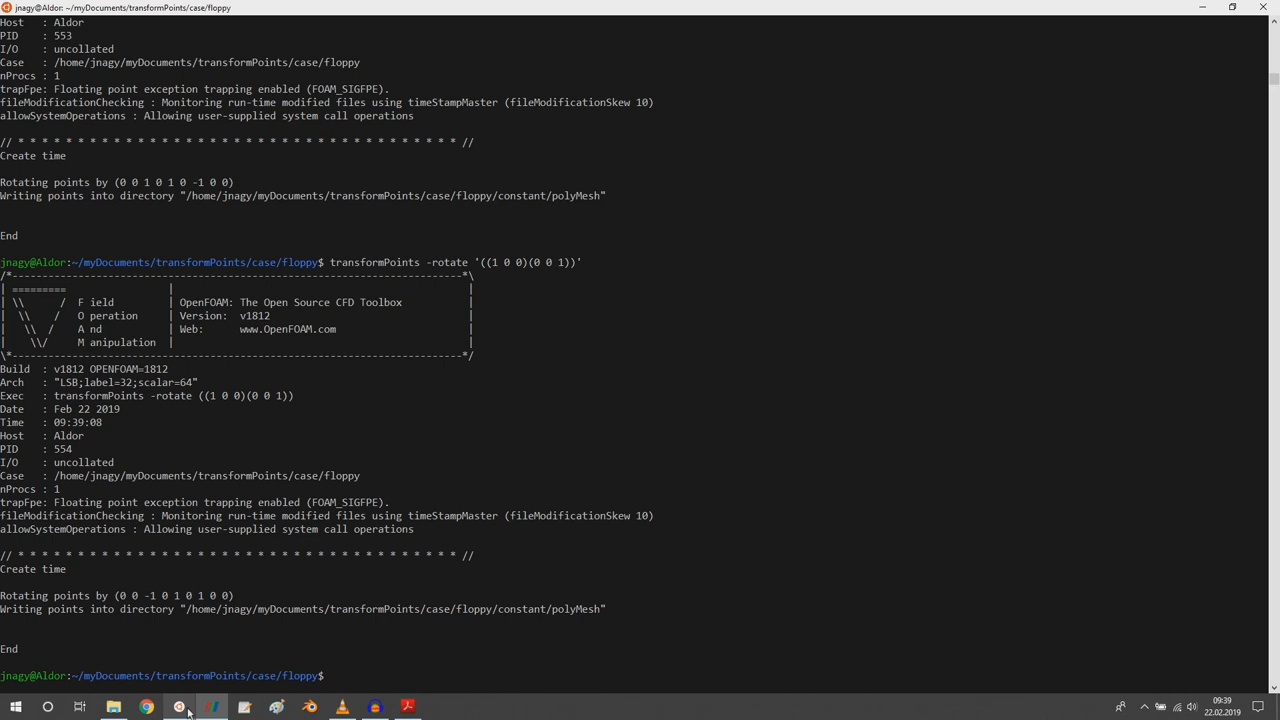 jnagy@Aldor: ~/myDocuments/transformPoints/case/floppy
Host   : Aldor
PID    : 553
I/O    : uncollated
Case   : /home/jnagy/myDocuments/transformPoints/case/floppy
nProcs : 1
trapFpe: Floating point exception trapping enabled (FOAM_SIGFPE).
fileModificationChecking : Monitoring run-time modified files using timeStampMaster (fileModificationSkew 10)
allowSystemOperations : Allowing user-supplied system call operations
// * * * * * * * * * * * * * * * * * * * * * * * * * * * * * * * * * * * * * //
Create time
Rotating points by (0 0 1 0 1 0 -1 0 0)
Writing points into directory "/home/jnagy/myDocuments/transformPoints/case/floppy/constant/polyMesh"
End
jnagy@Aldor:~/myDocuments/transformPoints/case/floppy$ transformPoints -rotate '((1 0 0)(0 0 1))'
/*---------------------------------------------------------------------------*\
| =========                 |                                                 |
| \\      /  F ield         | OpenFOAM: The Open Source CFD Toolbox           |
|  \\    /   O peration     | Version:  v1812                                 |
|   \\  /    A nd           | Web:      www.OpenFOAM.com                      |
|    \\/     M anipulation  |                                                 |
\*---------------------------------------------------------------------------*/
Build  : v1812 OPENFOAM=1812
Arch   : "LSB;label=32;scalar=64"
Exec   : transformPoints -rotate ((1 0 0)(0 0 1))
Date   : Feb 22 2019
Time   : 09:39:08
Host   : Aldor
PID    : 554
I/O    : uncollated
Case   : /home/jnagy/myDocuments/transformPoints/case/floppy
nProcs : 1
trapFpe: Floating point exception trapping enabled (FOAM_SIGFPE).
fileModificationChecking : Monitoring run-time modified files using timeStampMaster (fileModificationSkew 10)
allowSystemOperations : Allowing user-supplied system call operations
// * * * * * * * * * * * * * * * * * * * * * * * * * * * * * * * * * * * * * //
Create time
Rotating points by (0 0 -1 0 1 0 1 0 0)
Writing points into directory "/home/jnagy/myDocuments/transformPoints/case/floppy/constant/polyMesh"
End
jnagy@Aldor:~/myDocuments/transformPoints/case/floppy$
09:39
22.02.2019